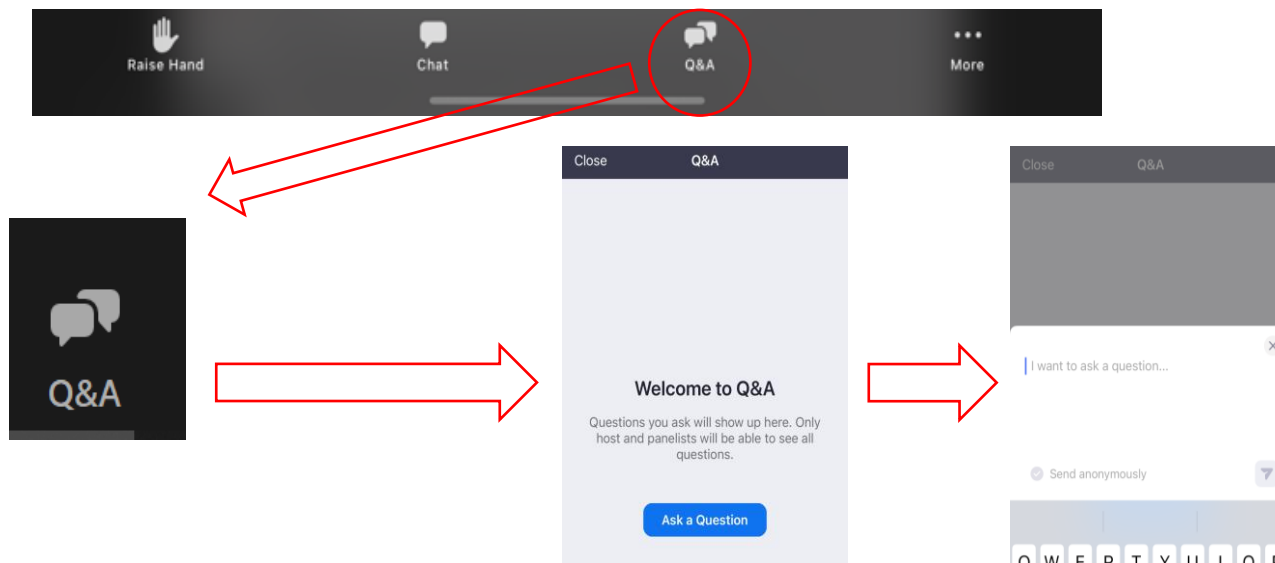 Raise Hand
Chat
Q&A
More
Q&A
Close Q&A
Welcome to Q&A
Questions you ask will show up here. Only
host and panelists will be able to see all
questions.
Ask a Question
Close Q&A
I want to ask a question...
Send anonymously